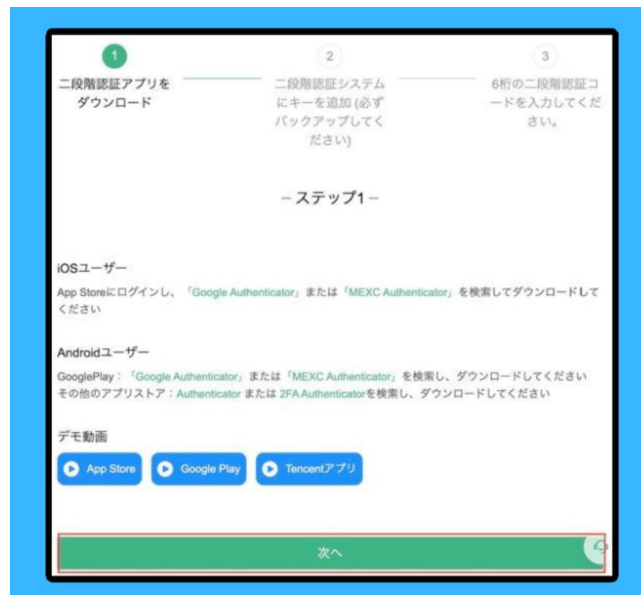 1
二段階認証アプリを
ダウンロード
2
二段階認証システム
にキーを追加 (必ず
バックアップしてく
ださい)
3
6桁の二段階認証コ
ードを入力してくだ
さい。
– ステップ1 –
iOSユーザー
App Storeにログインし、「Google Authenticator」または「MEXC Authenticator」を検索してダウンロードして
ください
Androidユーザー
GooglePlay：「Google Authenticator」または「MEXC Authenticator」を検索し、ダウンロードしてください
その他のアプリストア：Authenticator または 2FA Authenticatorを検索し、ダウンロードしてください
デモ動画
App Store
Google Play
Tencentアプリ
次へ